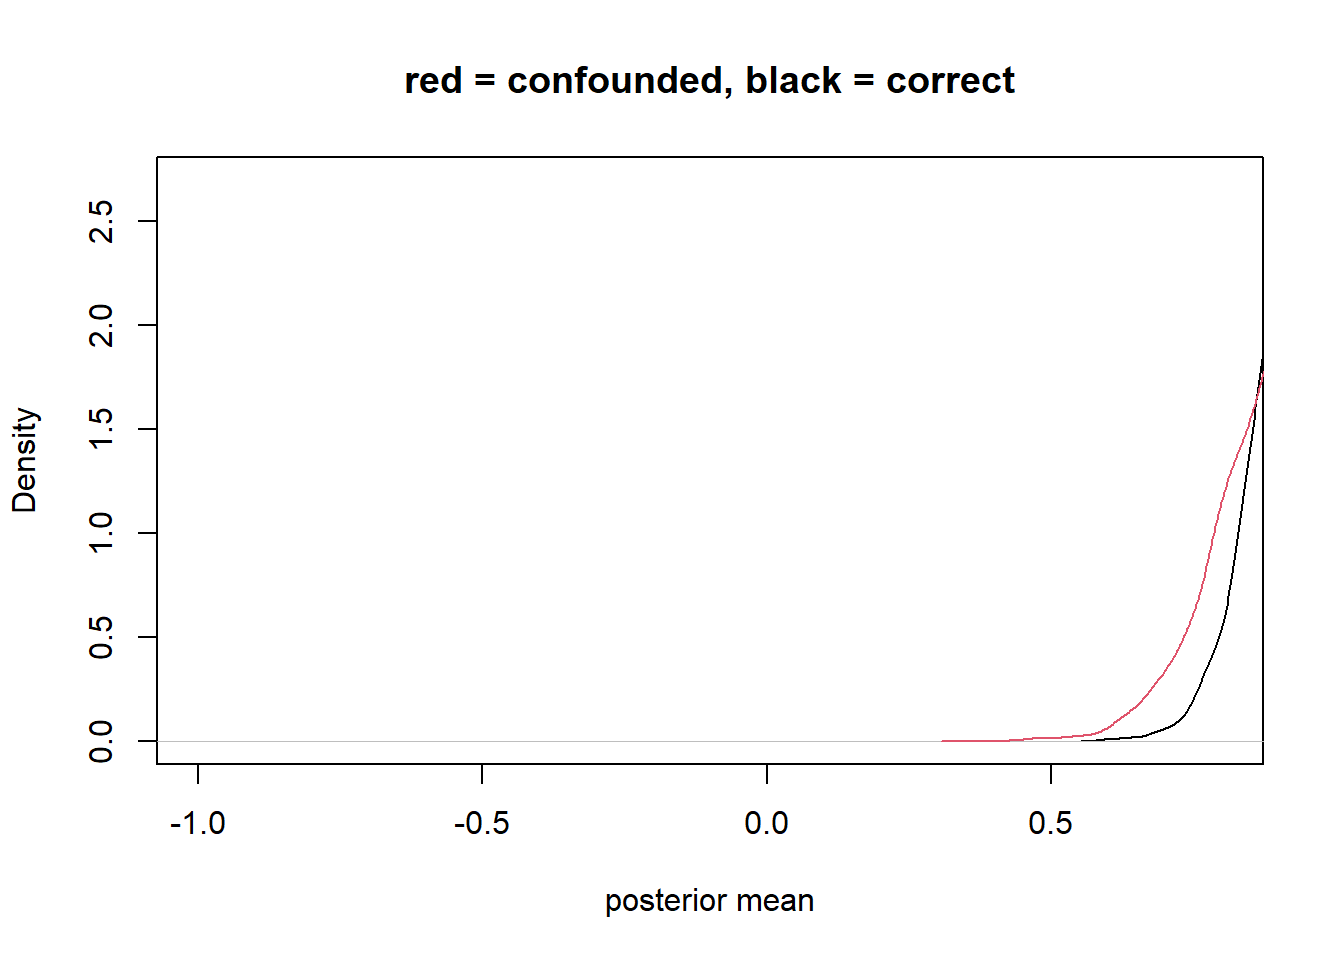 red = confounded, black = correct
2.5
2.0
1.5
1.0
0.5
0.0
Density
-1.0 -0.5 0.0 0.5
posterior mean